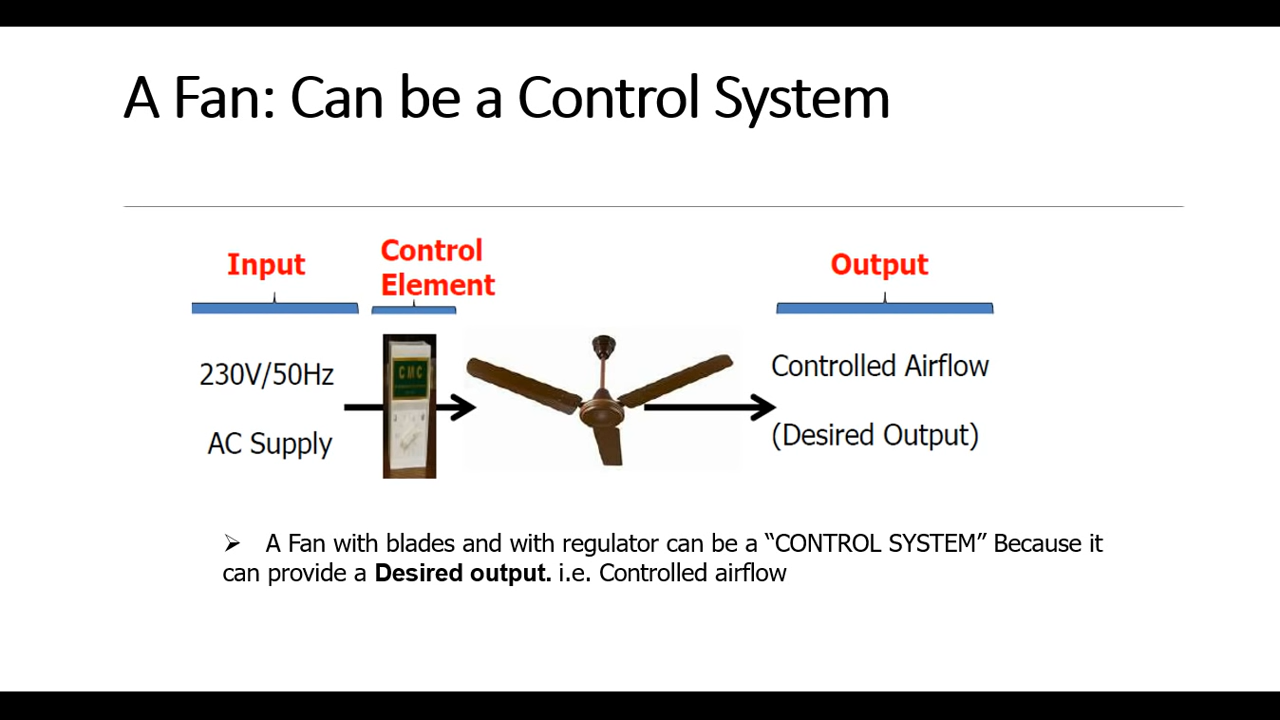 A Fan: Can be a Control System
Input
Control
Element
Output
230V/50Hz
AC Supply
CMC
Controlled Airflow
(Desired Output)
➢ A Fan with blades and with regulator can be a “CONTROL SYSTEM” Because it
can provide a Desired output. i.e. Controlled airflow